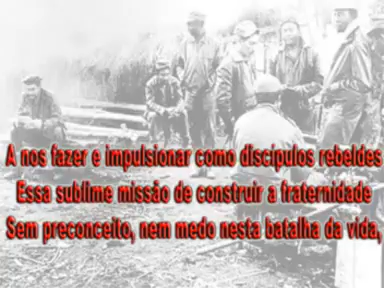 A nos fazer e impulsionar como discípulos rebeldes
Essa sublime missão de construir a fraternidade
Sem preconceito, nem medo nesta batalha da vida,